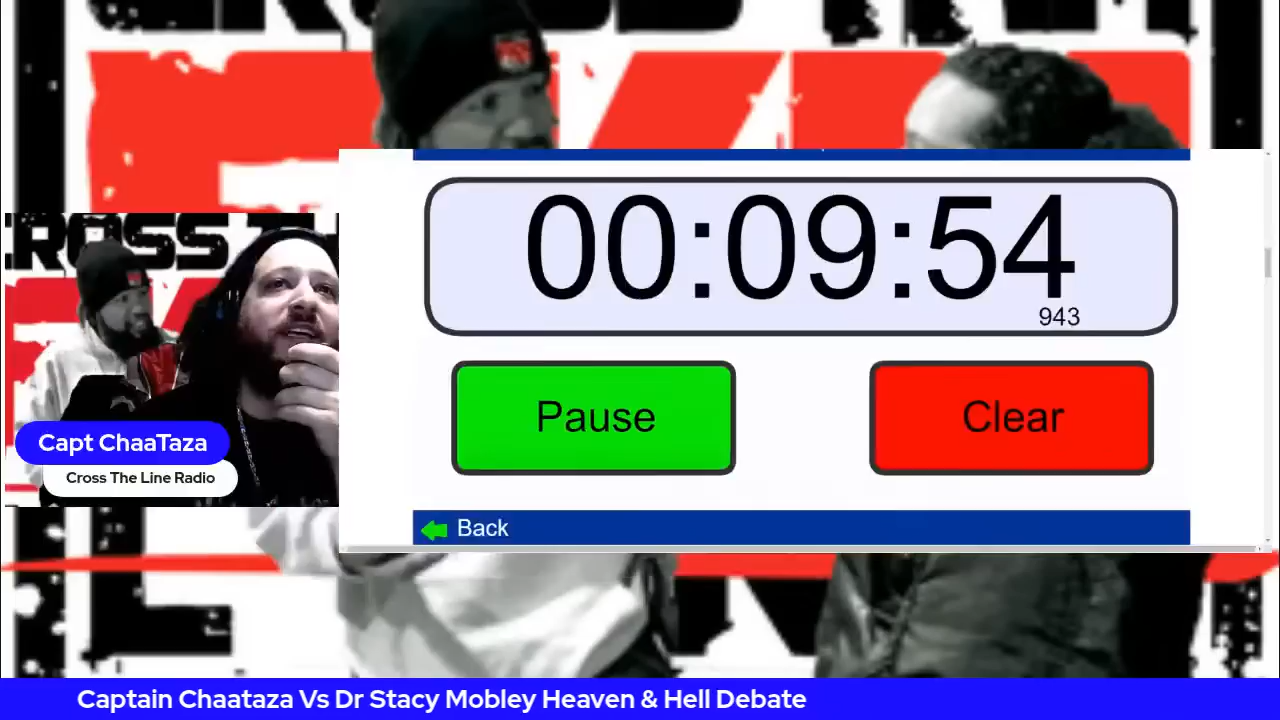 CROSS
00:09:54
943
Pause
Clear
Back
Capt ChaaTaza
Cross The Line Radio
Captain Chaataza Vs Dr Stacy Mobley Heaven & Hell Debate